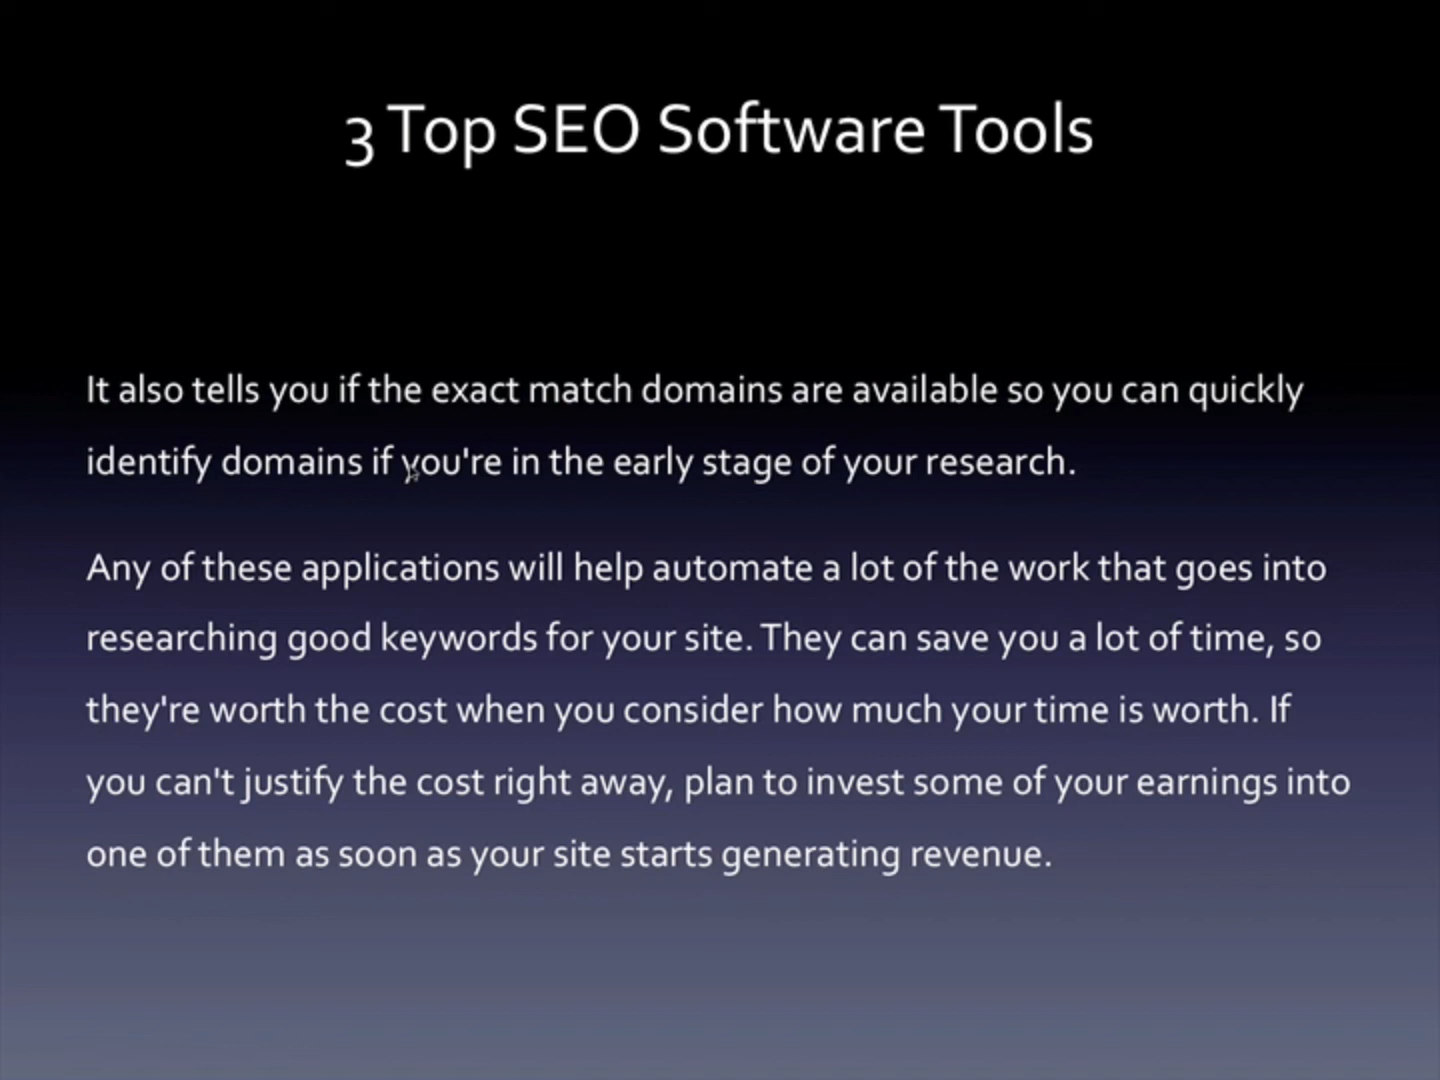 3 Top SEO Software Tools
It also tells you if the exact match domains are available so you can quickly
identify domains if you're in the early stage of your research.
Any of these applications will help automate a lot of the work that goes into
researching good keywords for your site. They can save you a lot of time, so
they're worth the cost when you consider how much your time is worth. If
you can't justify the cost right away, plan to invest some of your earnings into
one of them as soon as your site starts generating revenue.